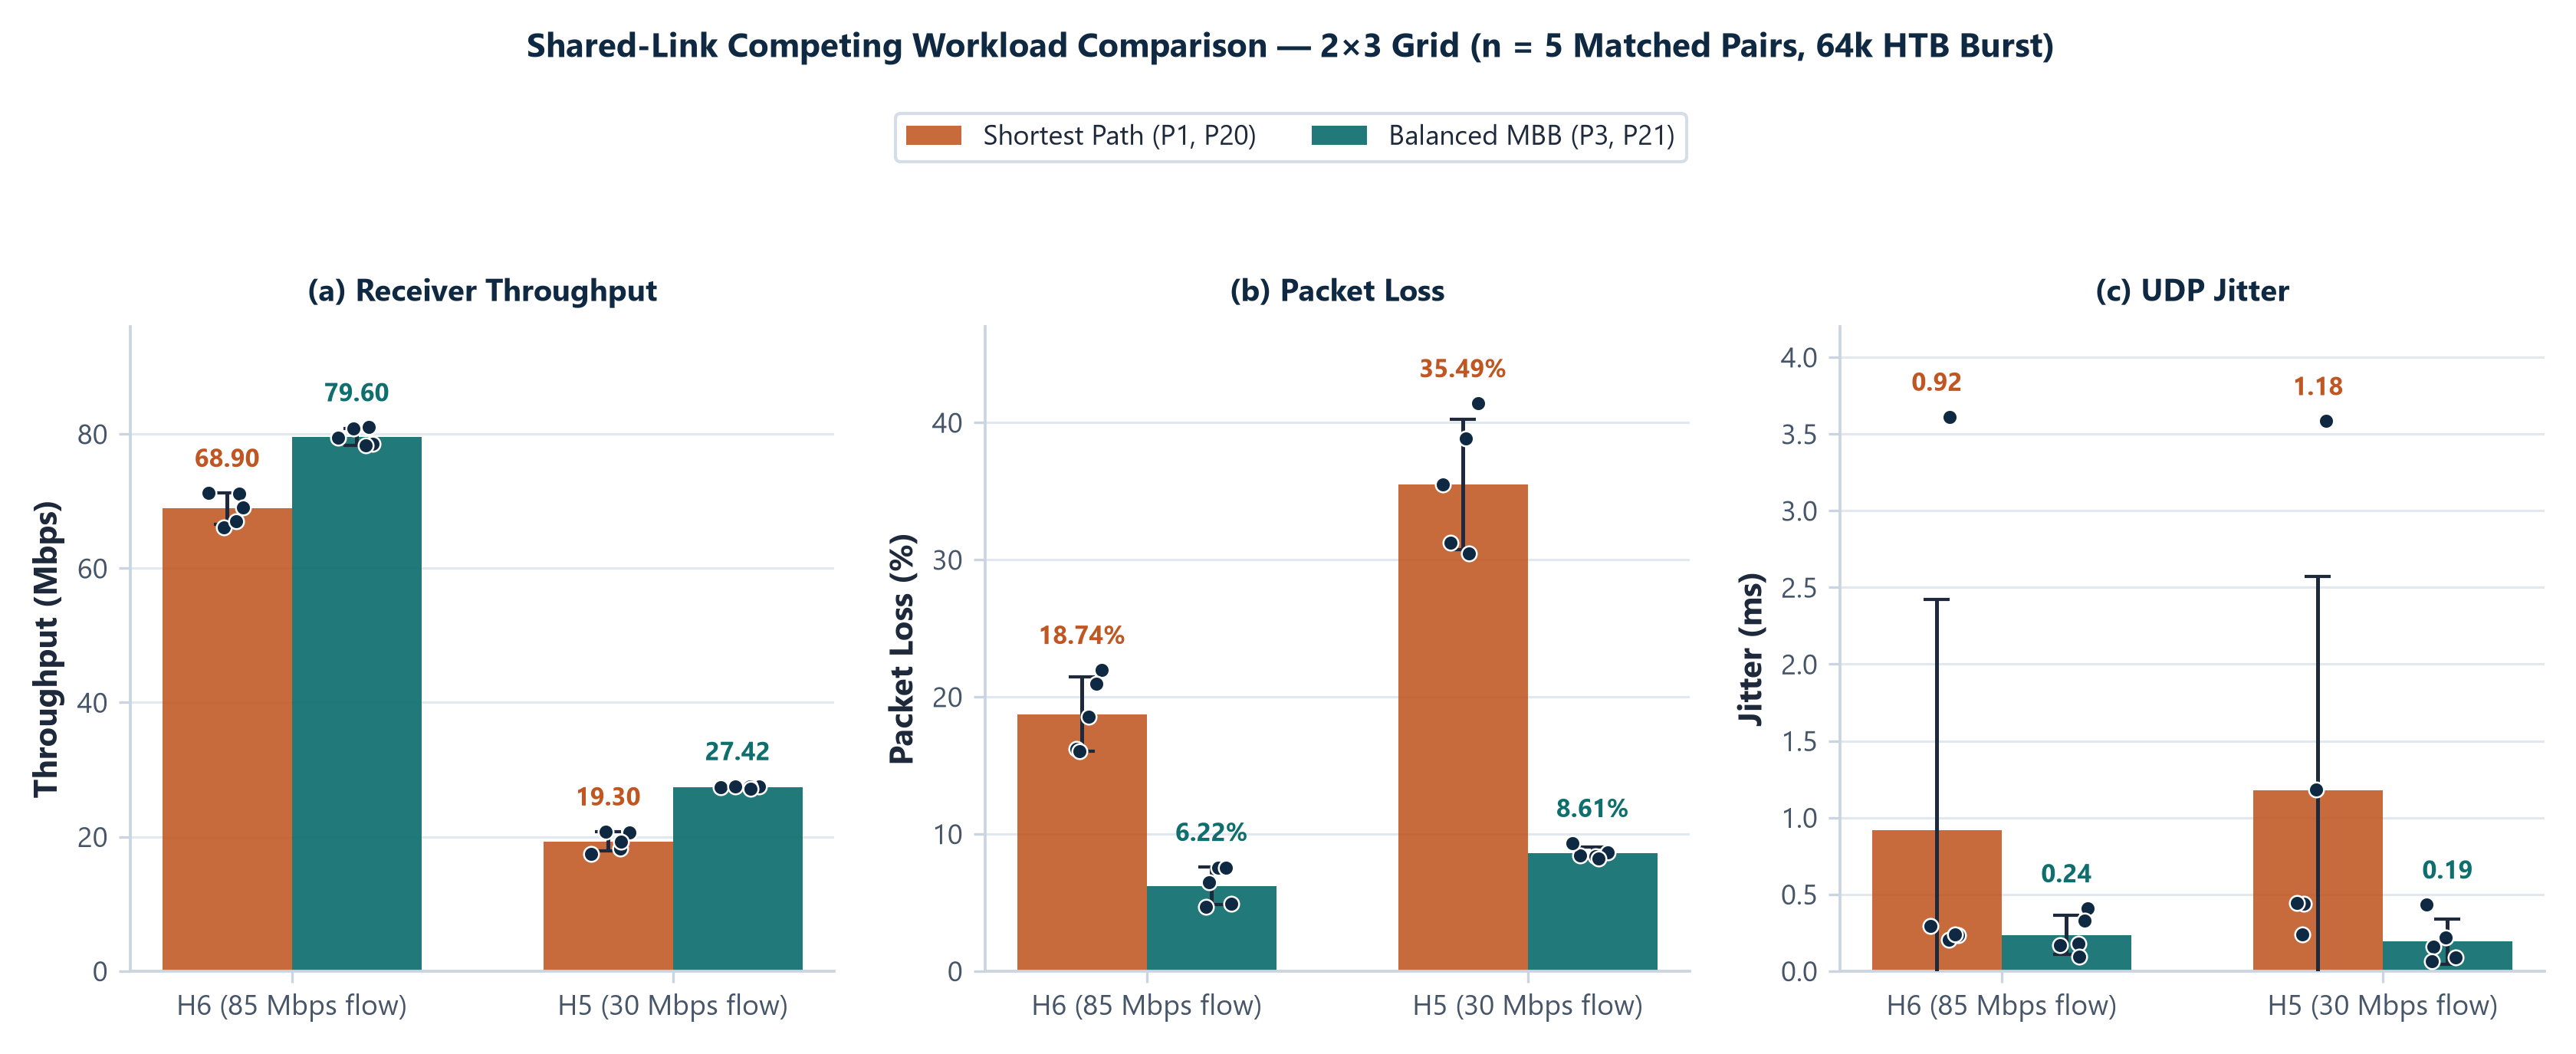 Shared-Link Competing Workload Comparison — 2×3 Grid (n = 5 Matched Pairs, 64k HTB Burst)
Shortest Path (P1, P20)
Balanced MBB (P3, P21)
(a) Receiver Throughput
Throughput (Mbps)
80
60
40
20
0
68.90
79.60
19.30
27.42
H6 (85 Mbps flow)
H5 (30 Mbps flow)
(b) Packet Loss
Packet Loss (%)
40
30
20
10
0
18.74%
6.22%
35.49%
8.61%
H6 (85 Mbps flow)
H5 (30 Mbps flow)
(c) UDP Jitter
Jitter (ms)
4.0
3.5
3.0
2.5
2.0
1.5
1.0
0.5
0.0
0.92
0.24
1.18
0.19
H6 (85 Mbps flow)
H5 (30 Mbps flow)